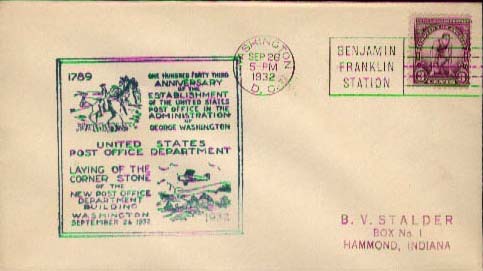 1789
ONE HUNDRED FORTY THIRD
ANNIVERSARY
OF THE
ESTABLISHMENT
OF THE UNITED STATES
POST OFFICE IN THE
ADMINISTRATION
OF
GEORGE WASHINGTON
UNITED STATES
POST OFFICE DEPARTMENT
LAYING OF THE
CORNER STONE
OF THE
NEW POST OFFICE
DEPARTMENT
BUILDING
WASHINGTON
SEPTEMBER 26 1932
1932
WASHINGTON
SEP 26
5-PM
1932
D.C.
BENJAMIN
FRANKLIN
STATION
3 CENTS 3
B. V. STALDER
BOX No. 1
HAMMOND, INDIANA